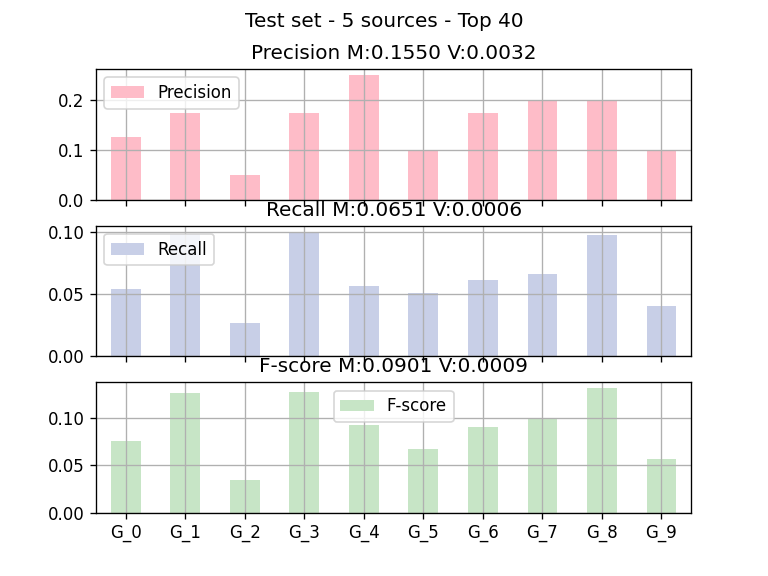 Test set - 5 sources - Top 40
Precision M:0.1550 V:0.0032
Precision
0.2
0.1
0.0
Recall M:0.0651 V:0.0006
Recall
0.10
0.05
0.00
F-score M:0.0901 V:0.0009
F-score
0.10
0.05
0.00
G_0 G_1 G_2 G_3 G_4 G_5 G_6 G_7 G_8 G_9